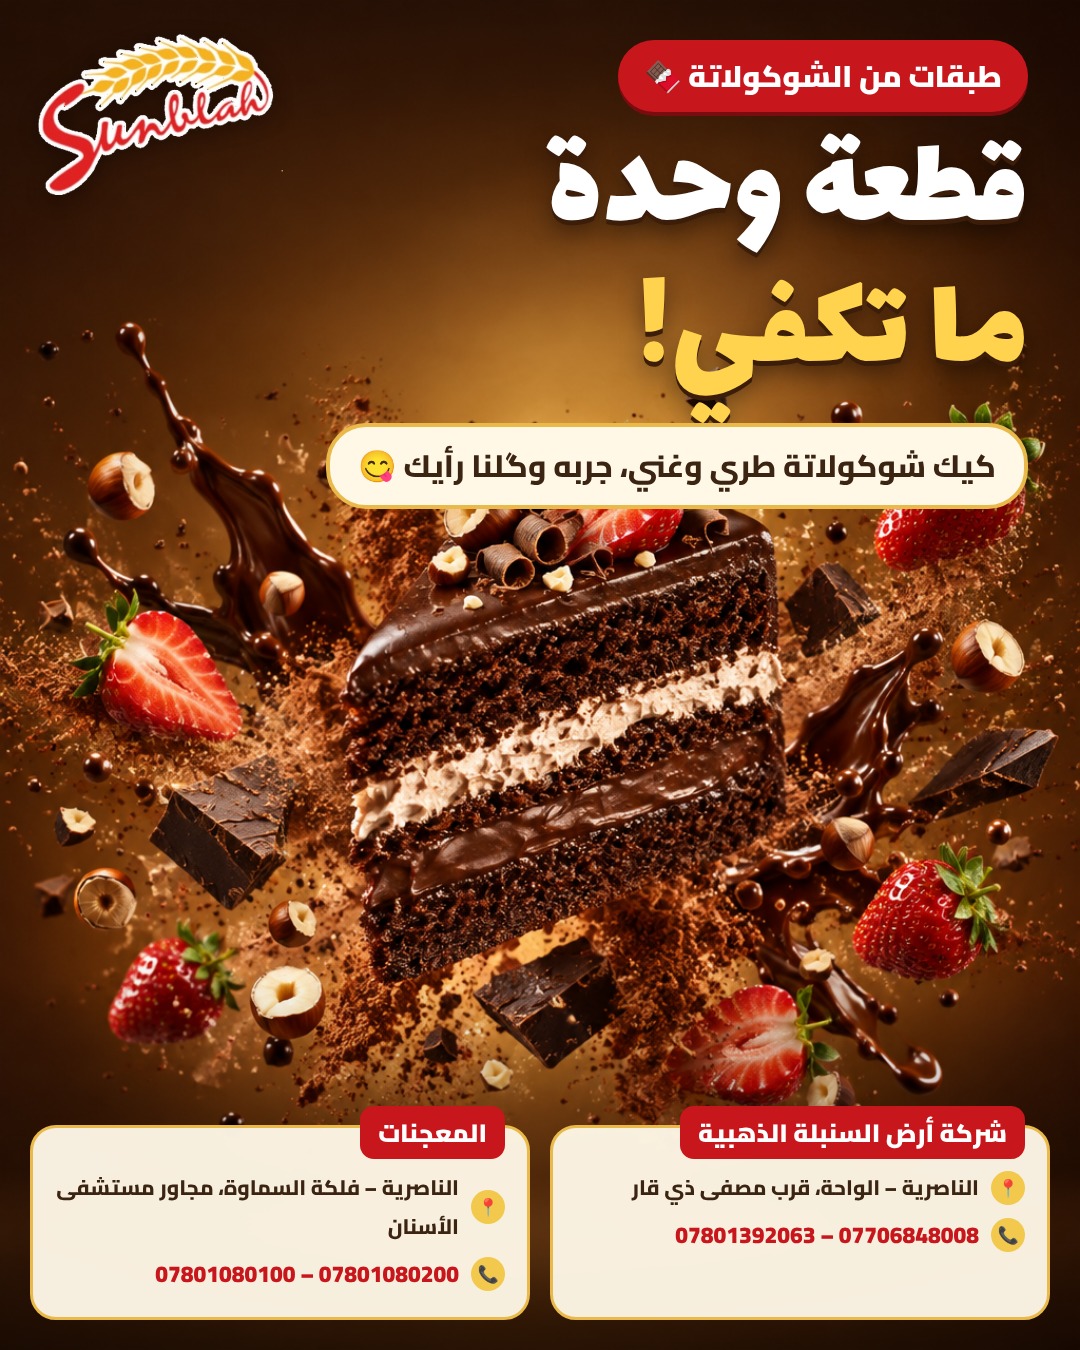 Sunblah
طبقات من الشوكولاتة 🍫
قطعة وحدة
ما تكفي!
كيك شوكولاتة طري وغني، جربه وگلنا رأيك 😋
شركة أرض السنبلة الذهبية
الناصرية – الواحة، قرب مصفى ذي قار
07706848008 – 07801392063
المعجنات
الناصرية – فلكة السماوة، مجاور مستشفى
الأسنان
07801080200 – 07801080100